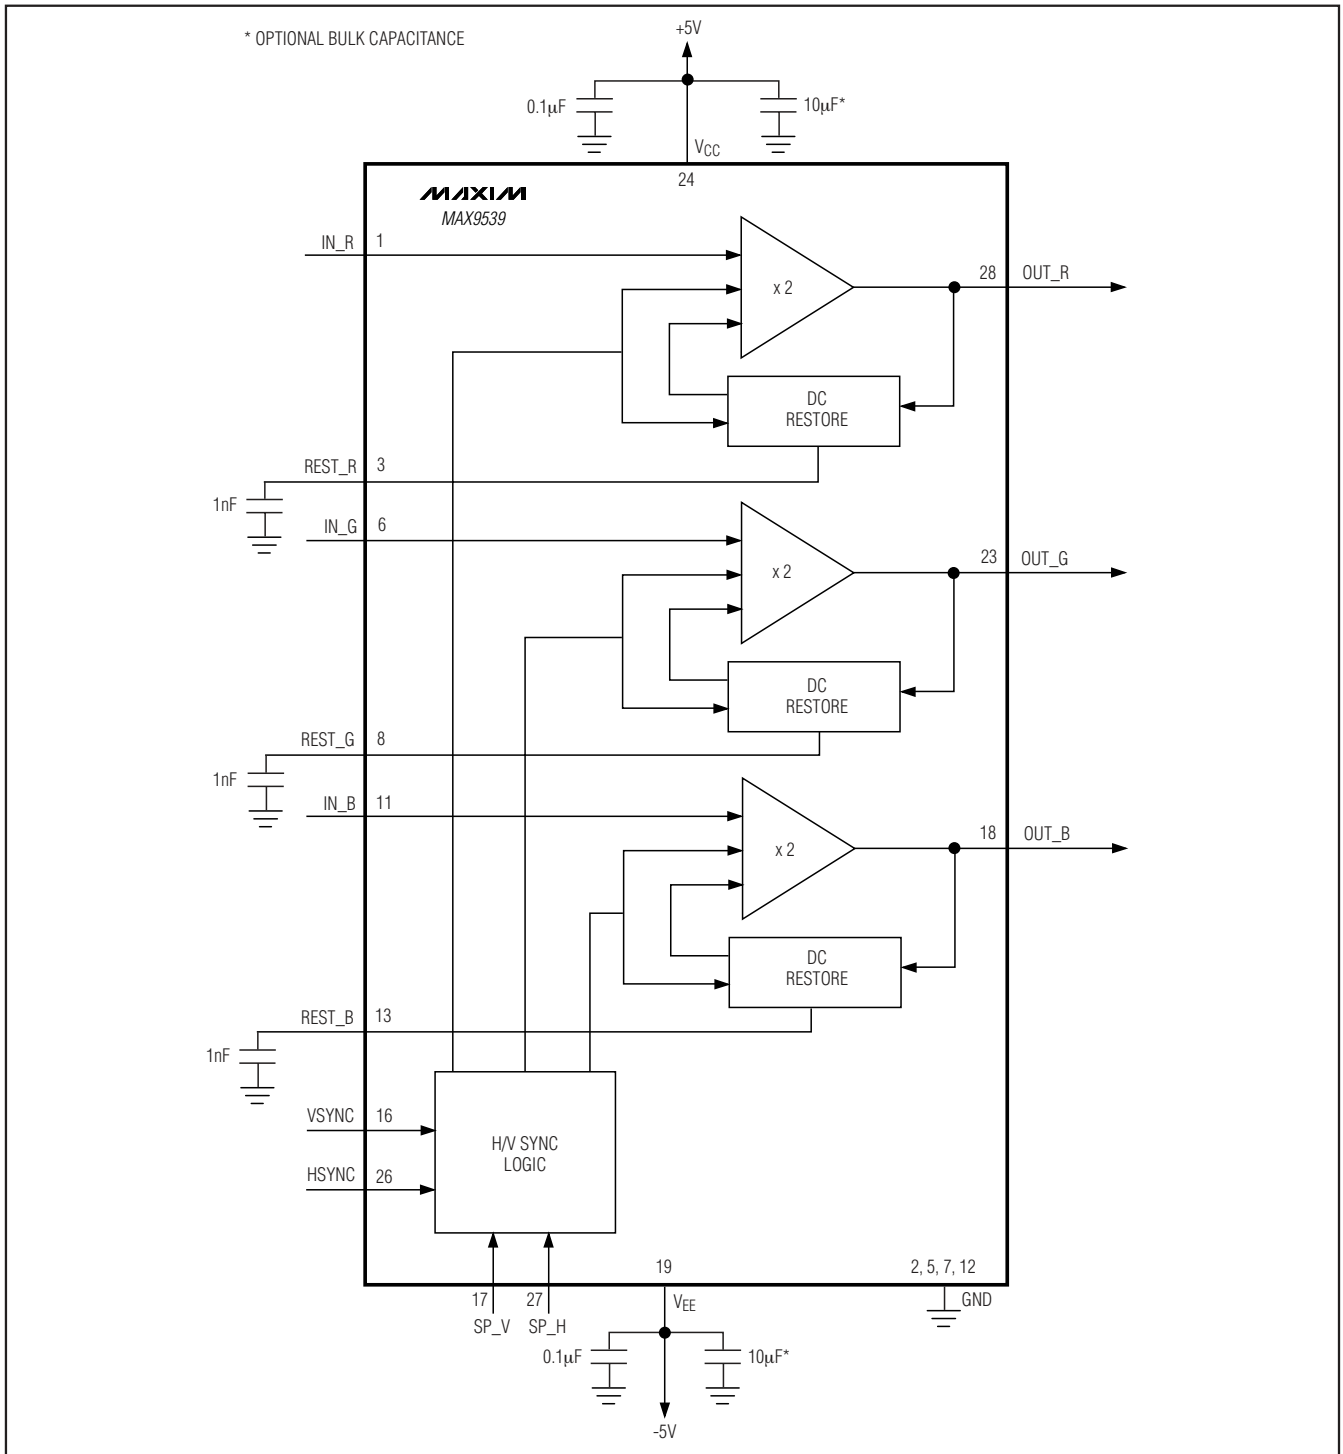 * OPTIONAL BULK CAPACITANCE
+5V
0.1μF
10μF*
VCC
24
MAXIM
MAX9539
IN_R 1
x 2
28 OUT_R
DC
RESTORE
REST_R 3
1nF
IN_G 6
x 2
23 OUT_G
DC
RESTORE
REST_G 8
1nF
IN_B 11
x 2
18 OUT_B
DC
RESTORE
REST_B 13
1nF
VSYNC 16
H/V SYNC
LOGIC
HSYNC 26
19
2, 5, 7, 12
17
27
VEE
GND
SP_V
SP_H
0.1μF
10μF*
-5V